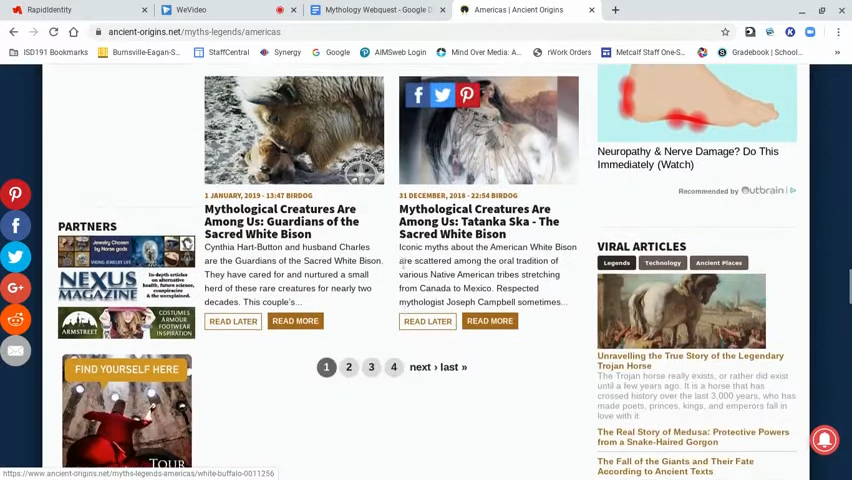 RapidIdentity
WeVideo
Mythology Webquest - Google D
Americas | Ancient Origins
ancient-origins.net/myths-legends/americas
ISD191 Bookmarks
Burnsville-Eagan-S...
StaffCentral
Synergy
Google
AIMSweb Login
Mind Over Media: A...
rWork Orders
Metcalf Staff One-S...
Gradebook | School...
»
1 JANUARY, 2019 - 13:47 BIRDOG
Mythological Creatures Are
Among Us: Guardians of the
Sacred White Bison
Cynthia Hart-Button and husband Charles
are the Guardians of the Sacred White Bison.
They have cared for and nurtured a small
herd of these rare creatures for nearly two
decades. This couple's...
READ LATER
READ MORE
31 DECEMBER, 2018 - 22:54 BIRDOG
Mythological Creatures Are
Among Us: Tatanka Ska - The
Sacred White Bison
Iconic myths about the American White Bison
are scattered among the oral tradition of
various Native American tribes stretching
from Canada to Mexico. Respected
mythologist Joseph Campbell sometimes...
READ LATER
READ MORE
1 2 3 4 next › last »
PARTNERS
Jewelry Chosen
by Norse gods
VIKING JEWELRY
NEXUS
MAGAZINE
ARMSTREET
COSTUMES
ARMOUR
FOOTWEAR
INSPIRATION
FIND YOURSELF HERE
TOUR
Neuropathy & Nerve Damage? Do This
Immediately (Watch)
Recommended by Outbrain
VIRAL ARTICLES
Legends
Technology
Ancient Places
Unravelling the True Story of the Legendary
Trojan Horse
The Trojan horse really exists, or rather did exist
until a few years ago. It is a horse that has
crossed history over the last 3,000 years, who has
made poets, princes, kings, and emperors fall in
love with it
The Real Story of Medusa: Protective Powers
from a Snake-Haired Gorgon
The Fall of the Giants and Their Fate
According to Ancient Texts
https://www.ancient-origins.net/myths-legends-americas/white-buffalo-0011256